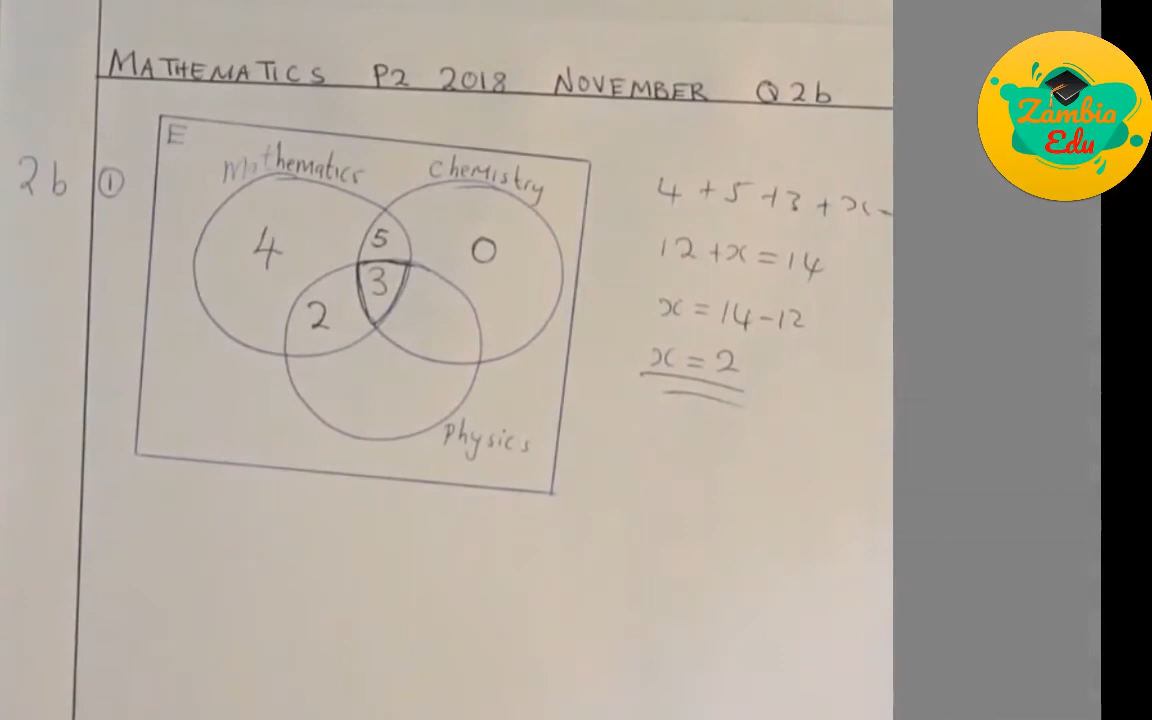 MATHEMATICS P2 2018 NOVEMBER Q2b
Zambia
Edu
2b ①
E
Mathematics
Chemistry
4
5
0
3
2
Physics
4 + 5 + 3 + x
12 + x = 14
x = 14 - 12
x = 2